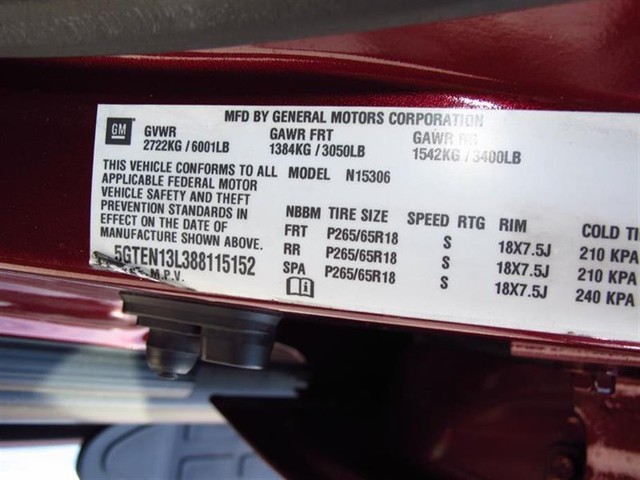 MFD BY GENERAL MOTORS CORPORATION
GM
GVWR GAWR FRT GAWR
2722KG / 6001LB 1384KG / 3050LB 1542KG / 3400LB
THIS VEHICLE CONFORMS TO ALL MODEL N15306
APPLICABLE FEDERAL MOTOR
VEHICLE SAFETY AND THEFT
PREVENTION STANDARDS IN
EFFECT ON THE DATE OF
MANUFACTURE SHOWN ABOVE.
5GTEN13L388115152
M.P.V.
NBBM TIRE SIZE SPEED RTG RIM COLD TI
FRT P265/65R18 S 18X7.5J 210 KPA
RR P265/65R18 S 18X7.5J 210 KPA
SPA P265/65R18 S 18X7.5J 240 KPA